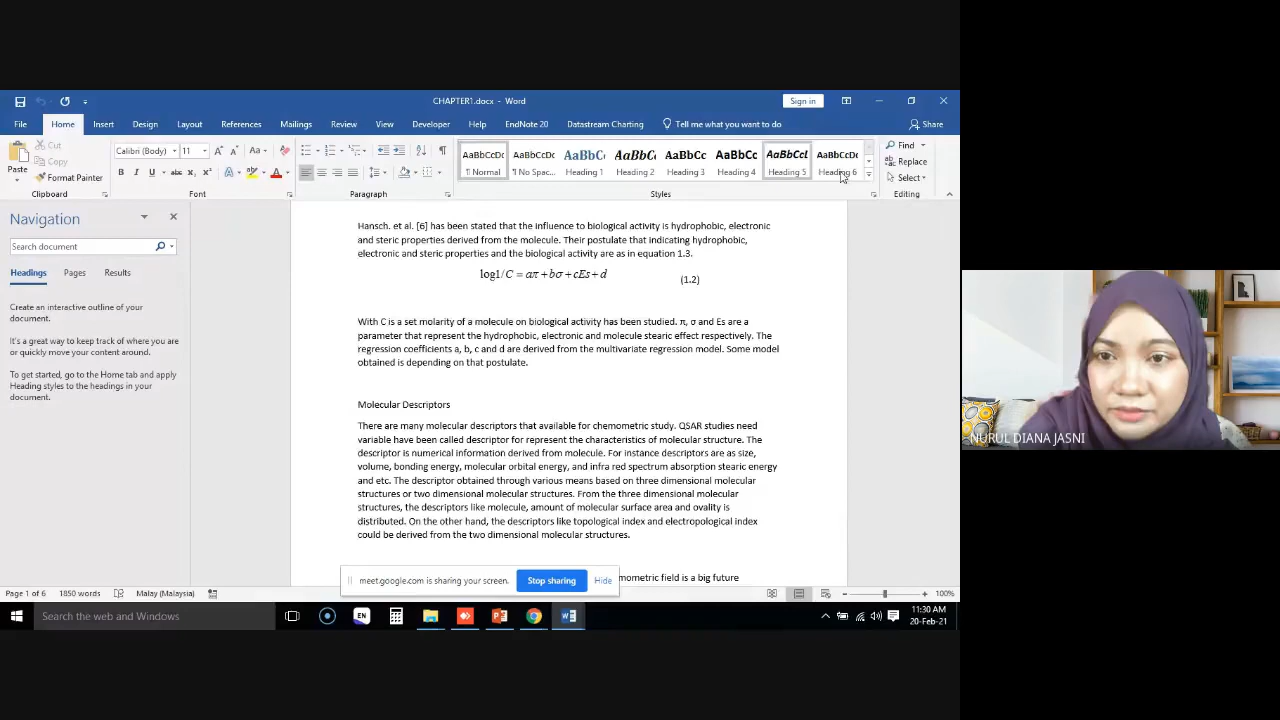 CHAPTER1.docx - Word
Sign in
File Home Insert Design Layout References Mailings Review View Developer Help EndNote 20 Datastream Charting Tell me what you want to do Share
Paste
Cut
Copy
Format Painter
Clipboard
Calibri (Body) 11
Font
Paragraph
AaBbCcDc AaBbCcDc AaBbC AaBbCc AaBbCc AaBbCc AaBbCcL AaBbCcDc
¶ Normal ¶ No Spac... Heading 1 Heading 2 Heading 3 Heading 4 Heading 5 Heading 6
Styles
Find
Replace
Select
Editing
Navigation
Search document
Headings Pages Results
Create an interactive outline of your
document.
It's a great way to keep track of where you are
or quickly move your content around.
To get started, go to the Home tab and apply
Heading styles to the headings in your
document.
Hansch. et al. [6] has been stated that the influence to biological activity is hydrophobic, electronic
and steric properties derived from the molecule. Their postulate that indicating hydrophobic,
electronic and steric properties and the biological activity are as in equation 1.3.
log1/C = aπ + bσ + cEs + d (1.2)
With C is a set molarity of a molecule on biological activity has been studied. π, σ and Es are a
parameter that represent the hydrophobic, electronic and molecule stearic effect respectively. The
regression coefficients a, b, c and d are derived from the multivariate regression model. Some model
obtained is depending on that postulate.
Molecular Descriptors
There are many molecular descriptors that available for chemometric study. QSAR studies need
variable have been called descriptor for represent the characteristics of molecular structure. The
descriptor is numerical information derived from molecule. For instance descriptors are as size,
volume, bonding energy, molecular orbital energy, and infra red spectrum absorption stearic energy
and etc. The descriptor obtained through various means based on three dimensional molecular
structures or two dimensional molecular structures. From the three dimensional molecular
structures, the descriptors like molecule, amount of molecular surface area and ovality is
distributed. On the other hand, the descriptors like topological index and electropological index
could be derived from the two dimensional molecular structures.
mometric field is a big future
meet.google.com is sharing your screen. Stop sharing Hide
Page 1 of 6 1850 words Malay (Malaysia) 100%
Search the web and Windows
EN
11:30 AM
20-Feb-21
NURUL DIANA JASNI